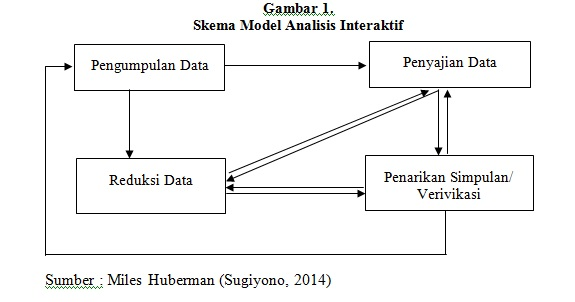 Gambar 1.
Skema Model Analisis Interaktif
Pengumpulan Data
Penyajian Data
Reduksi Data
Penarikan Simpulan/
Verivikasi
Sumber : Miles Huberman (Sugiyono, 2014)